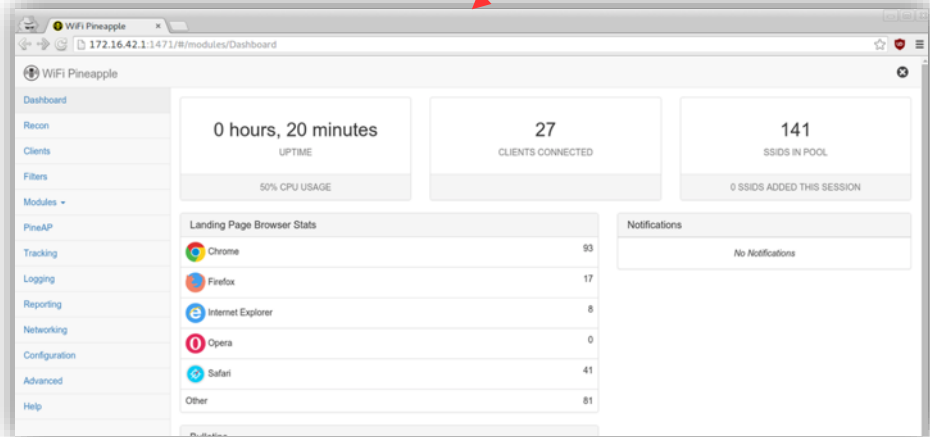 WiFi Pineapple
172.16.42.1:1471/#/modules/Dashboard
WiFi Pineapple
Dashboard
Recon
Clients
Filters
Modules
PineAP
Tracking
Logging
Reporting
Networking
Configuration
Advanced
Help
0 hours, 20 minutes
UPTIME
50% CPU USAGE
27
CLIENTS CONNECTED
141
SSIDS IN POOL
0 SSIDS ADDED THIS SESSION
Landing Page Browser Stats
Chrome 93
Firefox 17
Internet Explorer 8
Opera 0
Safari 41
Other 81
Notifications
No Notifications